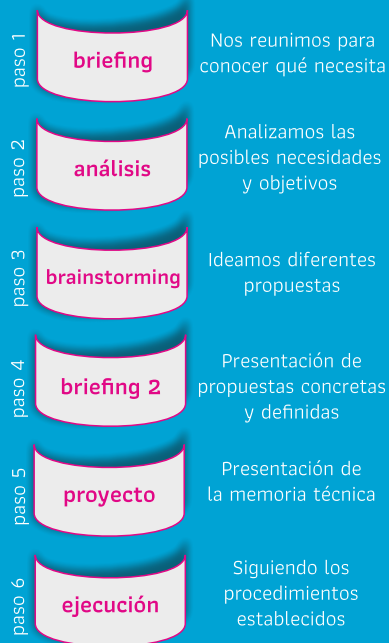 paso 1
briefing
Nos reunimos para
conocer qué necesita
paso 2
análisis
Analizamos las
posibles necesidades
y objetivos
paso 3
brainstorming
Ideamos diferentes
propuestas
paso 4
briefing 2
Presentación de
propuestas concretas
y definidas
paso 5
proyecto
Presentación de
la memoria técnica
paso 6
ejecución
Siguiendo los
procedimientos
establecidos